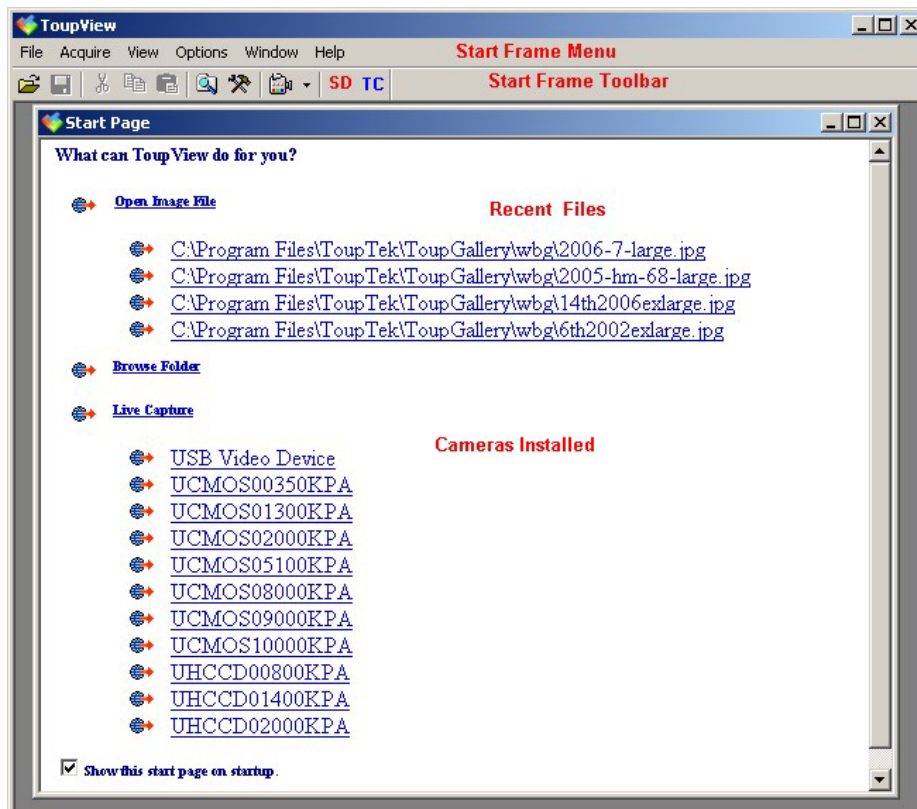 ToupView
File Acquire View Options Window Help Start Frame Menu
SD TC Start Frame Toolbar
Start Page
What can ToupView do for you?
Open Image File
Recent Files
C:\Program Files\ToupTek\ToupGallery\wbg\2006-7-large.jpg
C:\Program Files\ToupTek\ToupGallery\wbg\2005-hm-68-large.jpg
C:\Program Files\ToupTek\ToupGallery\wbg\14th2006exlarge.jpg
C:\Program Files\ToupTek\ToupGallery\wbg\6th2002exlarge.jpg
Browse Folder
Live Capture
Cameras Installed
USB Video Device
UCMOS00350KPA
UCMOS01300KPA
UCMOS02000KPA
UCMOS05100KPA
UCMOS08000KPA
UCMOS09000KPA
UCMOS10000KPA
UHCCD00800KPA
UHCCD01400KPA
UHCCD02000KPA
Show this start page on startup.